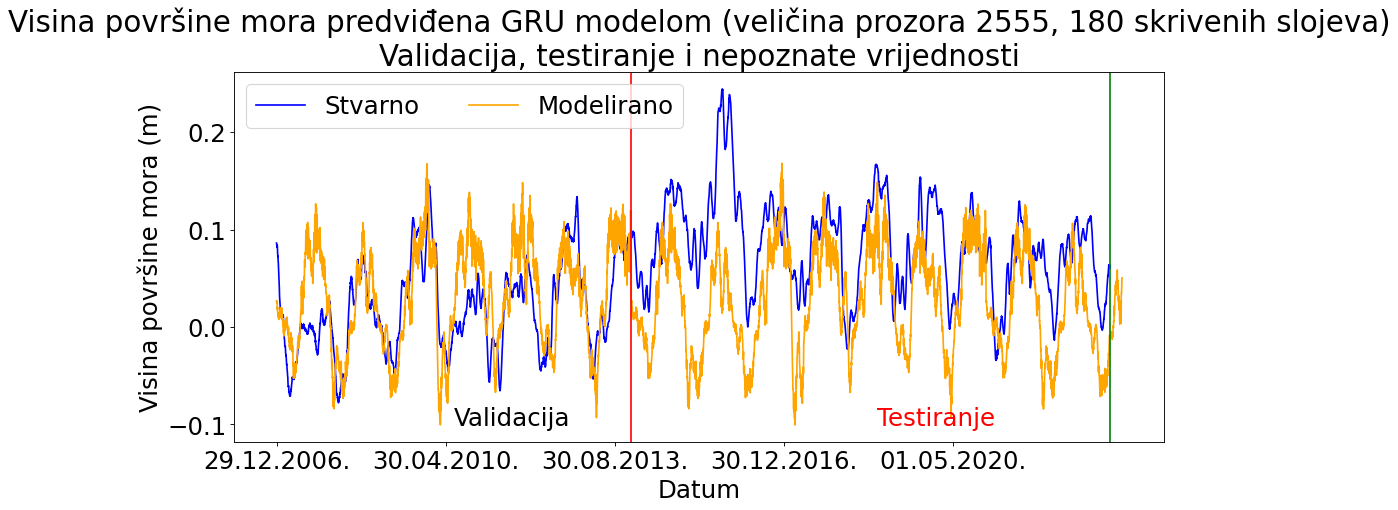 Visina površine mora predviđena GRU modelom (veličina prozora 2555, 180 skrivenih slojeva)
Validacija, testiranje i nepoznate vrijednosti
Stvarno
Modelirano
Visina površine mora (m)
0.2
0.1
0.0
−0.1
Validacija
Testiranje
29.12.2006.
30.04.2010.
30.08.2013.
30.12.2016.
01.05.2020.
Datum